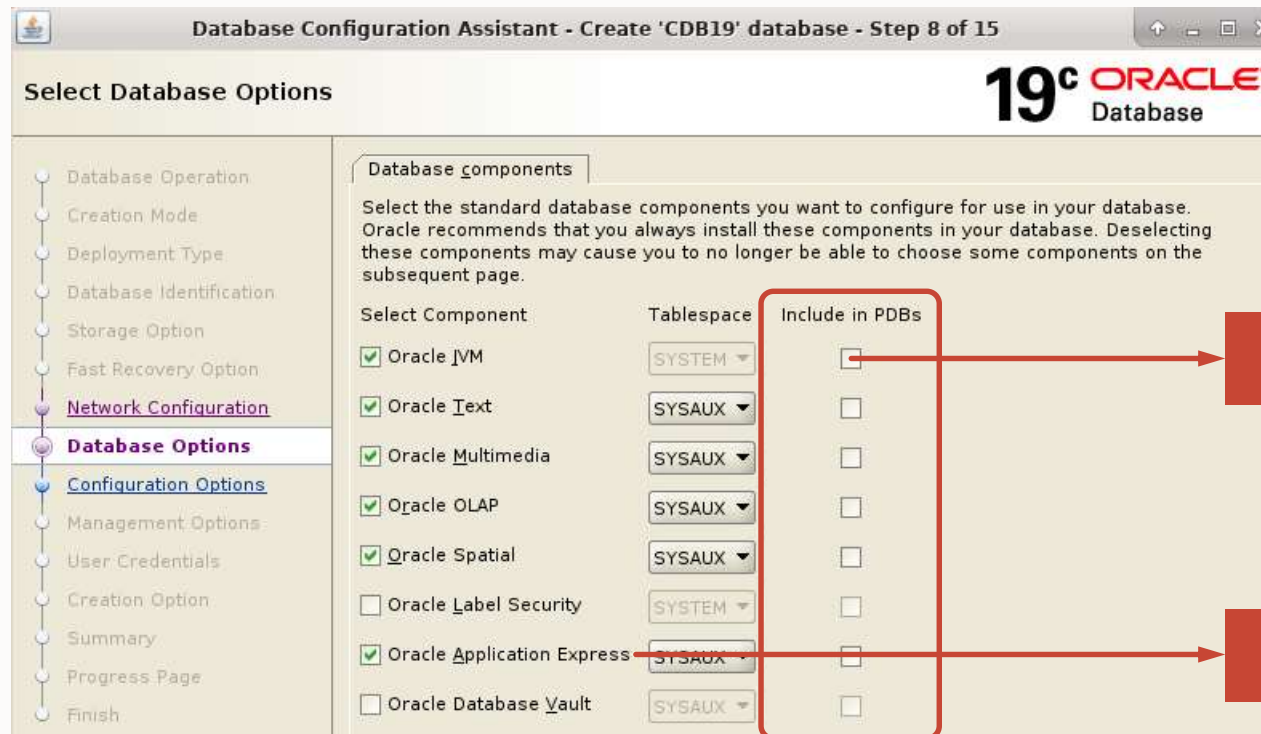 Database Configuration Assistant - Create 'CDB19' database - Step 8 of 15
Select Database Options
19c ORACLE
Database
Database Operation
Creation Mode
Deployment Type
Database Identification
Storage Option
Fast Recovery Option
Network Configuration
Database Options
Configuration Options
Management Options
User Credentials
Creation Option
Summary
Progress Page
Finish
Database components
Select the standard database components you want to configure for use in your database.
Oracle recommends that you always install these components in your database. Deselecting
these components may cause you to no longer be able to choose some components on the
subsequent page.
Select Component Tablespace Include in PDBs
Oracle JVM SYSTEM
Oracle Text SYSAUX
Oracle Multimedia SYSAUX
Oracle OLAP SYSAUX
Oracle Spatial SYSAUX
Oracle Label Security SYSTEM
Oracle Application Express SYSAUX
Oracle Database Vault SYSAUX